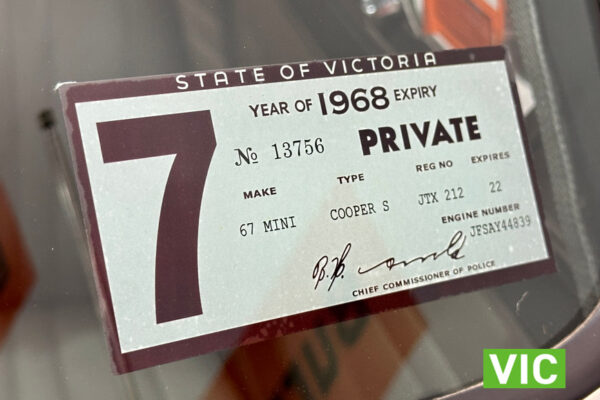 STATE OF VICTORIA
7
YEAR OF 1968 EXPIRY
№ 13756 PRIVATE
MAKE TYPE REG NO EXPIRES
67 MINI COOPER S JTX 212 22
ENGINE NUMBER
JFSAY44839
CHIEF COMMISSIONER OF POLICE
VIC